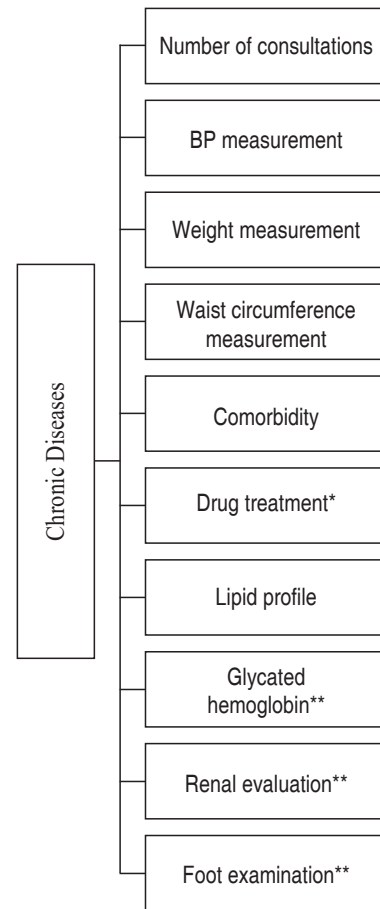 Chronic Diseases
Number of consultations
BP measurement
Weight measurement
Waist circumference
measurement
Comorbidity
Drug treatment*
Lipid profile
Glycated
hemoglobin**
Renal evaluation**
Foot examination**